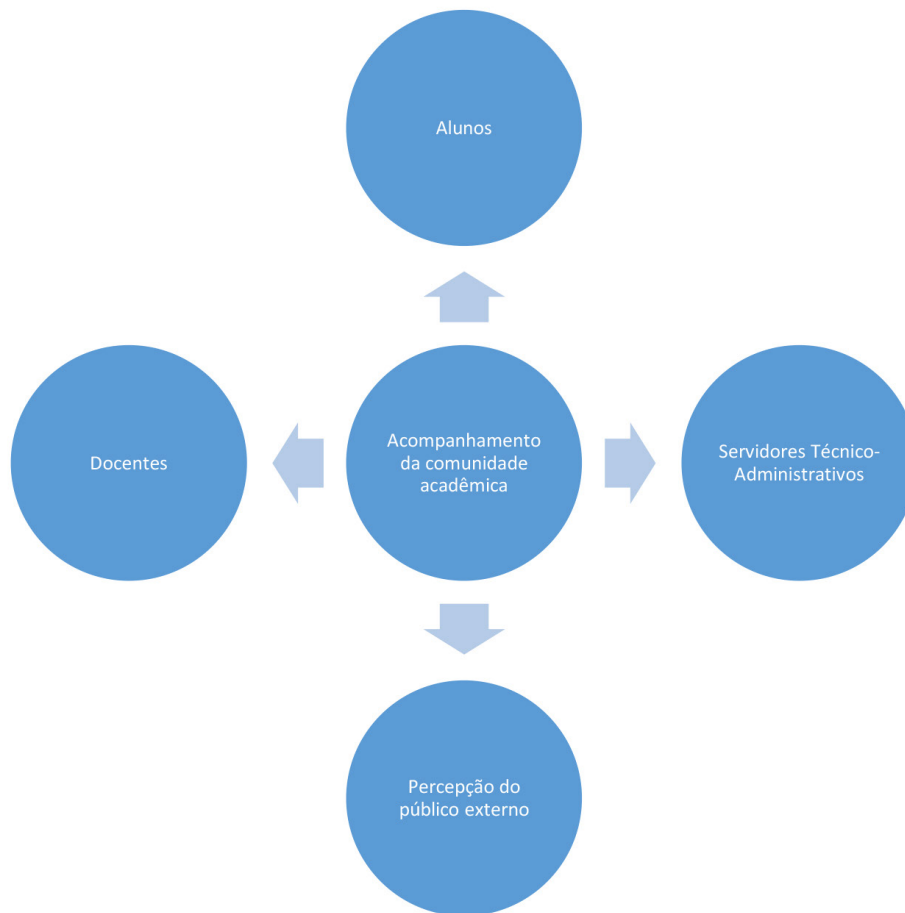 Alunos
Docentes
Acompanhamento
da comunidade
acadêmica
Servidores Técnico-
Administrativos
Percepção do
público externo